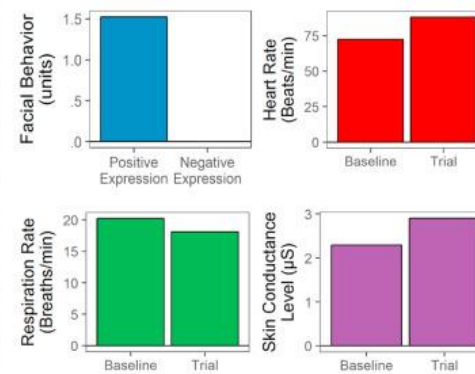 Facial Behavior
(units)
1.5
1.0
.5
.0
Positive
Expression
Negative
Expression
Heart Rate
(Beats/min)
75
50
25
0
Baseline
Trial
Respiration Rate
(Breaths/min)
20
15
10
5
0
Baseline
Trial
Skin Conductance
Level (µS)
3
2
1
0
Baseline
Trial